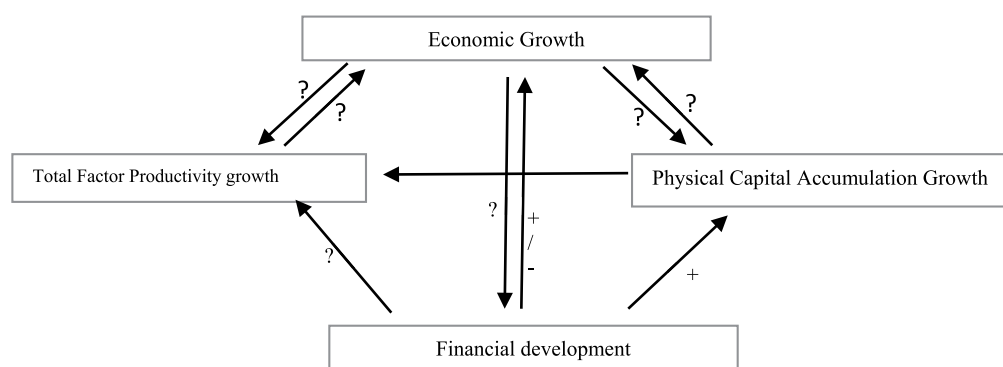 Economic Growth
?
?
?
?
Total Factor Productivity growth
Physical Capital Accumulation Growth
?
+
/
-
?
+
Financial development